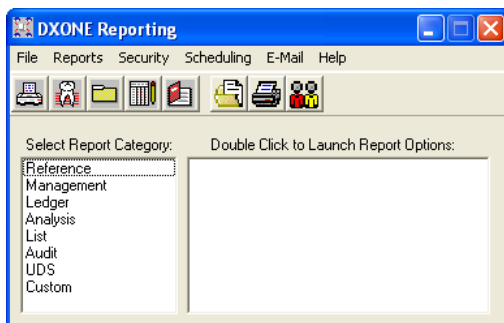 DXONE Reporting
File Reports Security Scheduling E-Mail Help
Select Report Category: Double Click to Launch Report Options:
Reference
Management
Ledger
Analysis
List
Audit
UDS
Custom